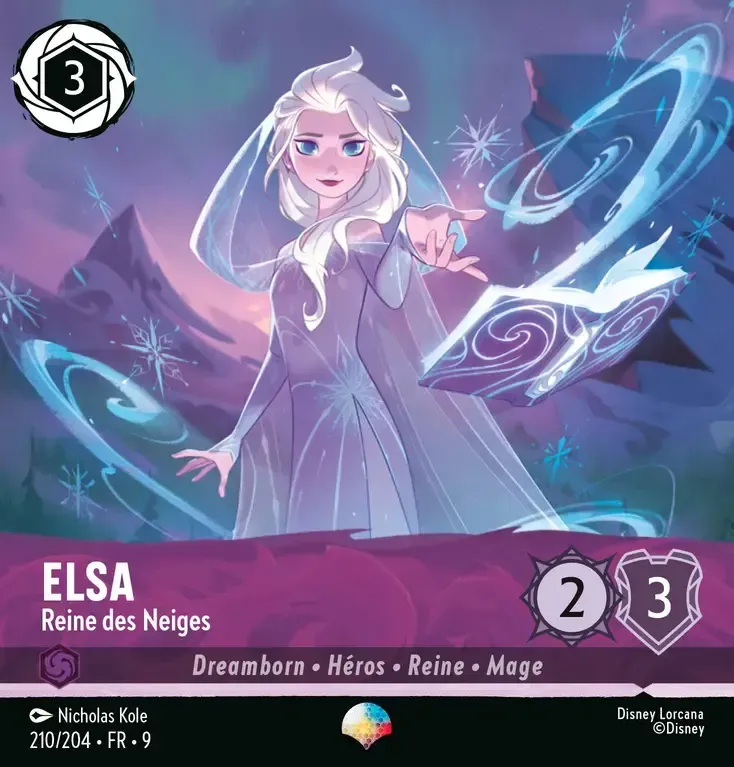 3
ELSA
Reine des Neiges
2
3
Dreamborn • Héros • Reine • Mage
Nicholas Kole
210/204 • FR • 9
Disney Lorcana
©Disney